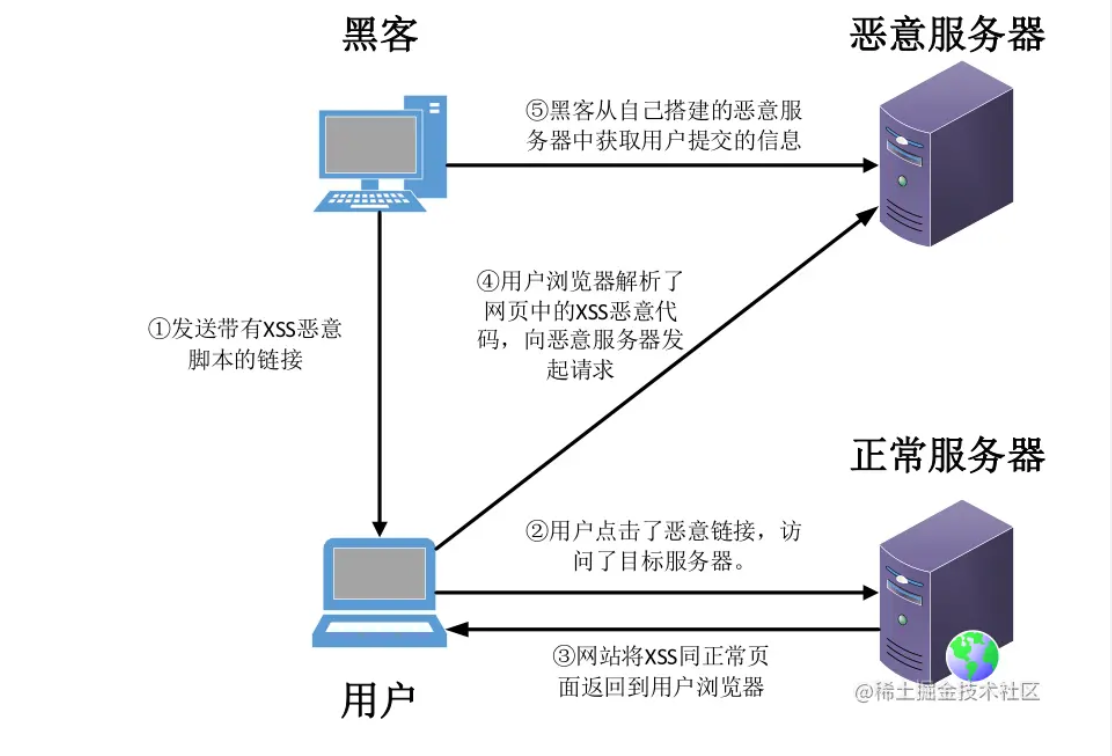 黑客
恶意服务器
⑤黑客从自己搭建的恶意服
务器中获取用户提交的信息
④用户浏览器解析了
网页中的XSS恶意代
码，向恶意服务器发
起请求
①发送带有XSS恶意
脚本的链接
正常服务器
②用户点击了恶意链接，访
问了目标服务器。
③网站将XSS同正常页
面返回到用户浏览器
用户
@稀土掘金技术社区